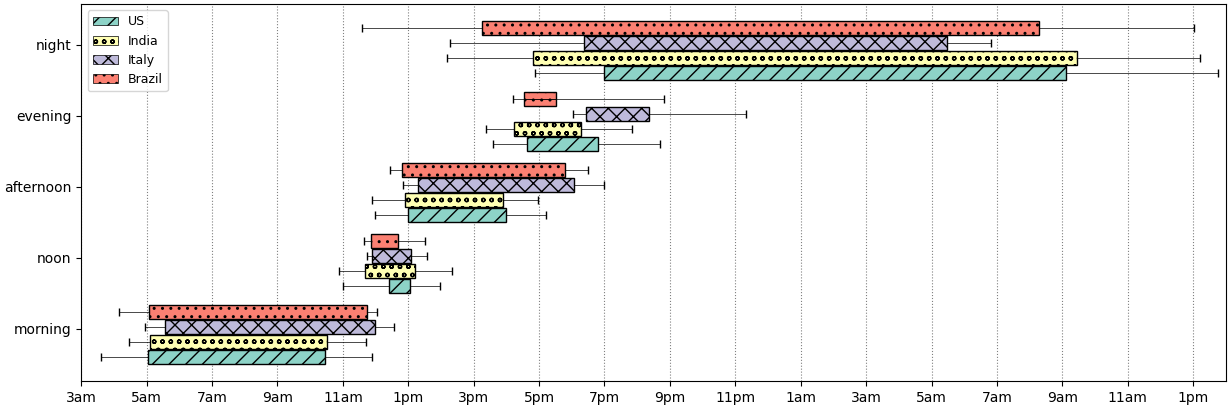 US
India
Italy
Brazil
night
evening
afternoon
noon
morning
3am 5am 7am 9am 11am 1pm 3pm 5pm 7pm 9pm 11pm 1am 3am 5am 7am 9am 11am 1pm